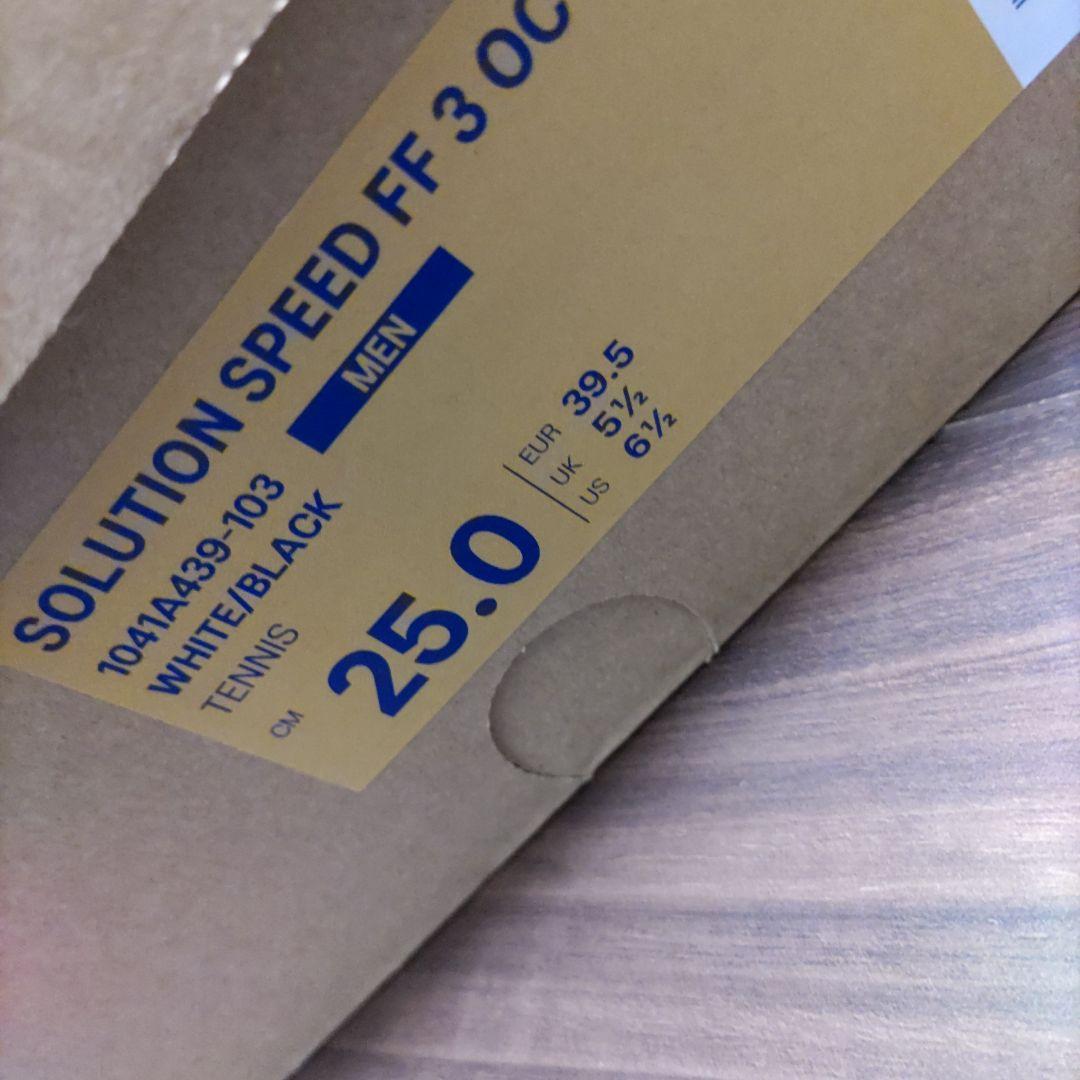 SOLUTION SPEED FF 3 OC
MEN
1041A439-103
WHITE/BLACK
TENNIS
CM 25.0
EUR 39.5
UK 5½
US 6½